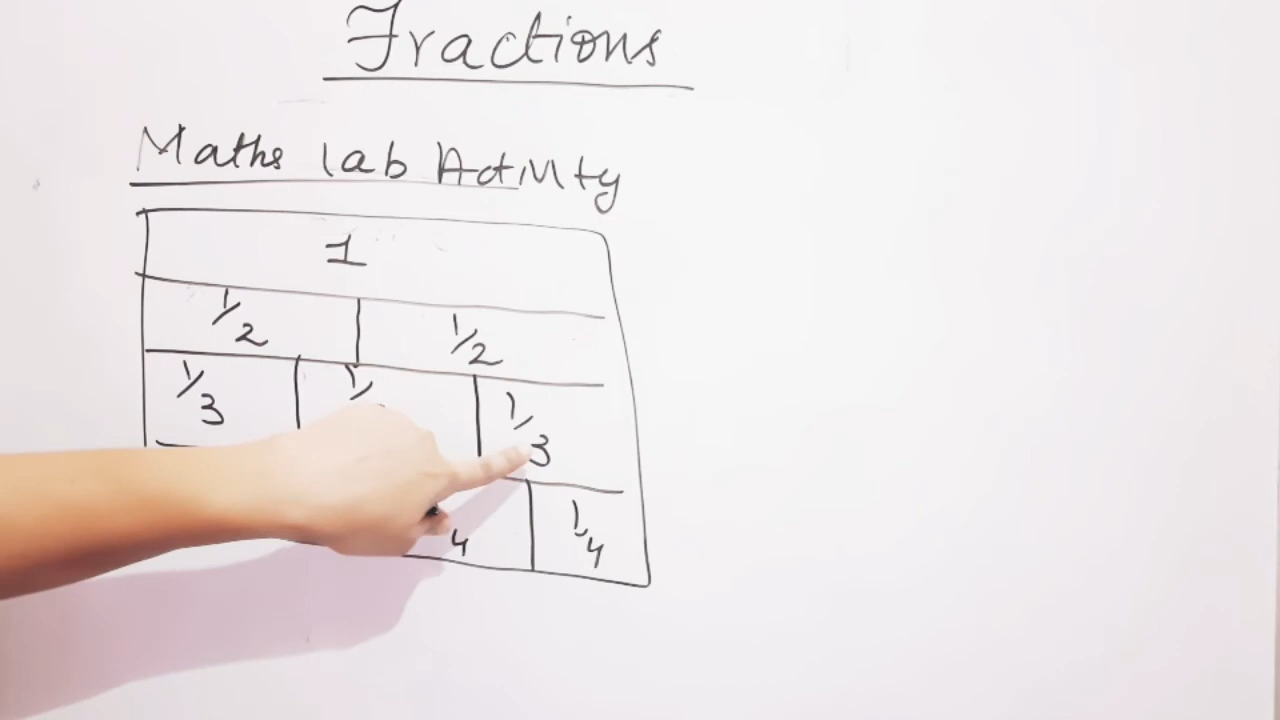 Fractions
Maths lab Activity
1
1/2 1/2
1/3 1/3
4 1/4